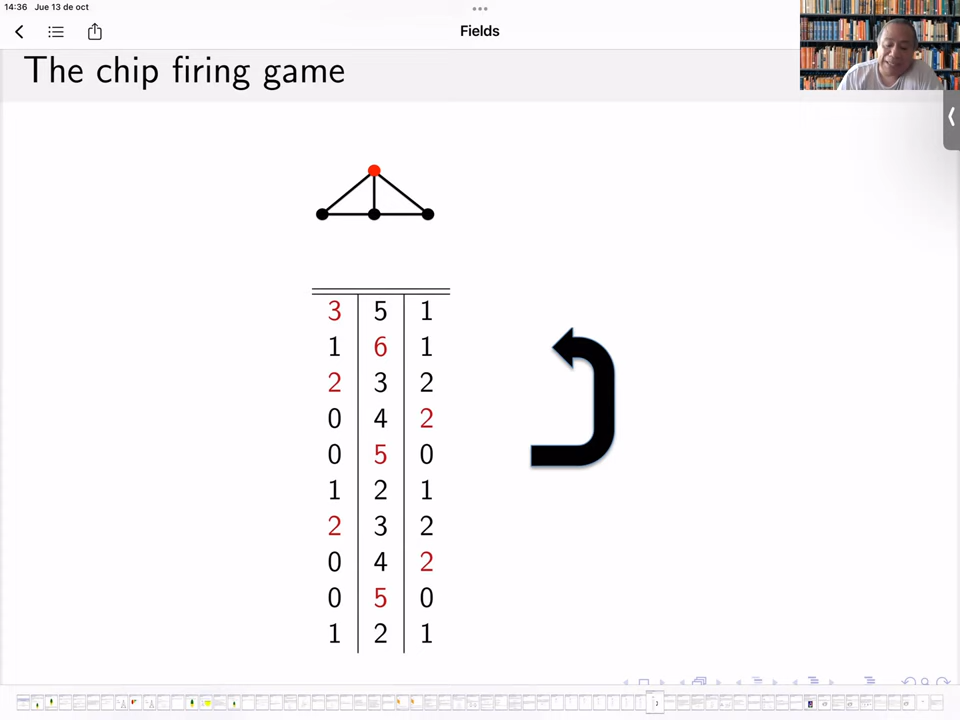 14:36 Jue 13 de oct
Fields
The chip firing game
3 5 1
1 6 1
2 3 2
0 4 2
0 5 0
1 2 1
2 3 2
0 4 2
0 5 0
1 2 1